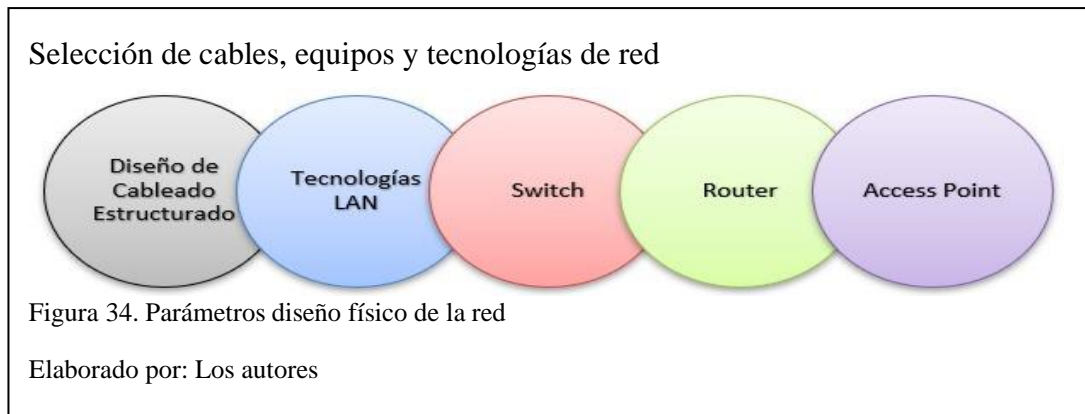 Selección de cables, equipos y tecnologías de red
Diseño de
Cableado
Estructurado
Tecnologías
LAN
Switch
Router
Access Point
Figura 34. Parámetros diseño físico de la red
Elaborado por: Los autores